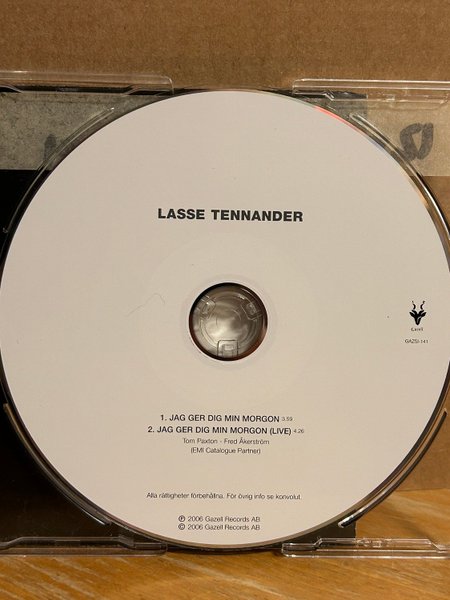 LASSE TENNANDER
Gazell
GAZSI-141
1. JAG GER DIG MIN MORGON 3.59
2. JAG GER DIG MIN MORGON (LIVE) 4.26
Tom Paxton - Fred Åkerström
(EMI Catalogue Partner)
Alla rättigheter förbehållna. För övrig info se konvolut.
℗ 2006 Gazell Records AB
© 2006 Gazell Records AB